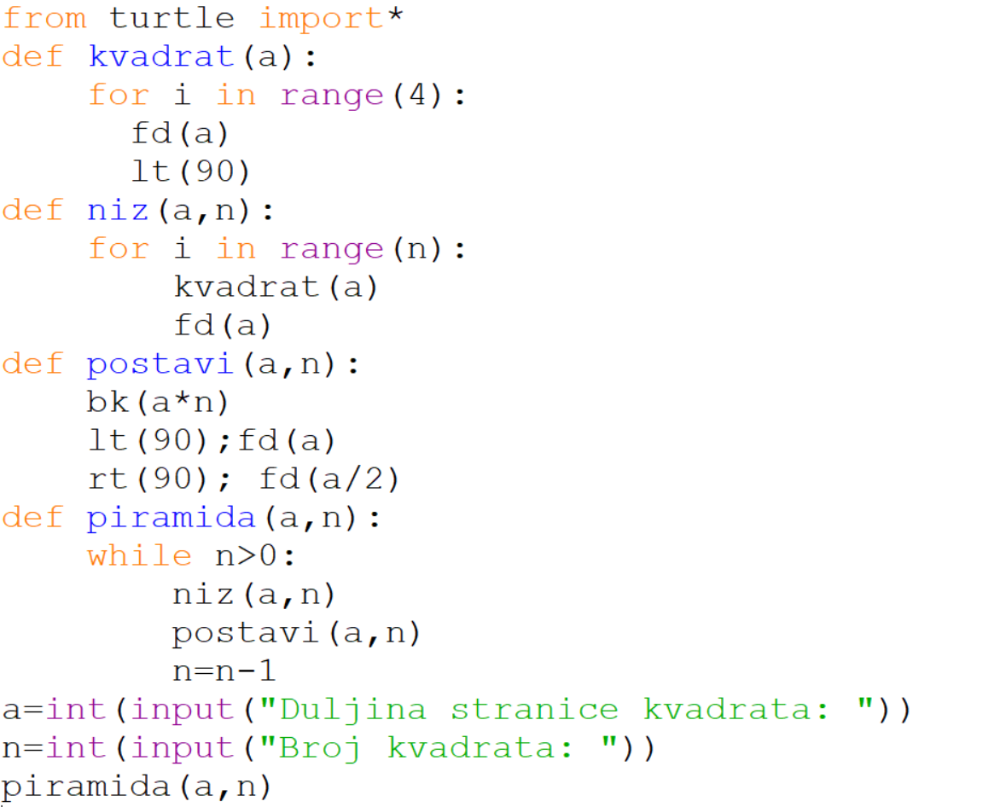 from turtle import*
def kvadrat(a):
    for i in range(4):
      fd(a)
      lt(90)
def niz(a,n):
    for i in range(n):
        kvadrat(a)
        fd(a)
def postavi(a,n):
    bk(a*n)
    lt(90);fd(a)
    rt(90); fd(a/2)
def piramida(a,n):
    while n>0:
        niz(a,n)
        postavi(a,n)
        n=n-1
a=int(input("Duljina stranice kvadrata: "))
n=int(input("Broj kvadrata: "))
piramida(a,n)